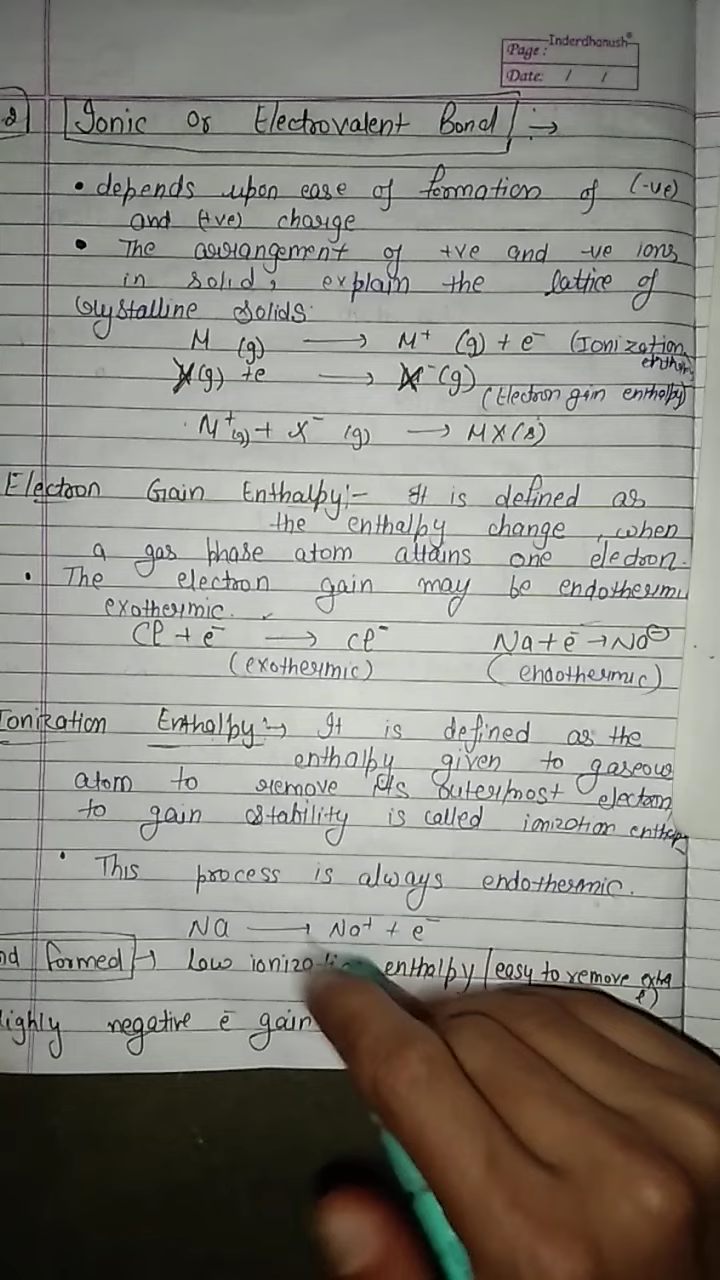 Inderdhanush®
Page :
Date: / /
2] Ionic Or Electrovalent Bond :→
• depends upon ease of formation of (-ve)
and (+ve) charge
• The arrangement of +ve and -ve ions
in solid, explain the lattice of
Crystalline Solids.
M (g) → M⁺ (g) + e⁻ (Ionization
enthalpy
X(g) + e → X⁻(g)
(Electron gain enthalpy)
M⁺(g) + X⁻ (g) → MX(s)
Electron Gain Enthalpy:- It is defined as
the enthalpy change, when
a gas phase atom attains one electron.
• The electron gain may be endothermi
exothermic.
Cl + e⁻ → Cl⁻ Na + e⁻ → Na⊖
(exothermic) (endothermic)
Ionization Enthalpy :→ It is defined as the
enthalpy given to gaseous
atom to remove its outermost electron
to gain stability is called ionization enthalp
• This process is always endothermic.
Na → Na⁺ + e⁻
nd formed → Low enthalpy (easy to remove extra
e⁻)
Highly negative e⁻ gain